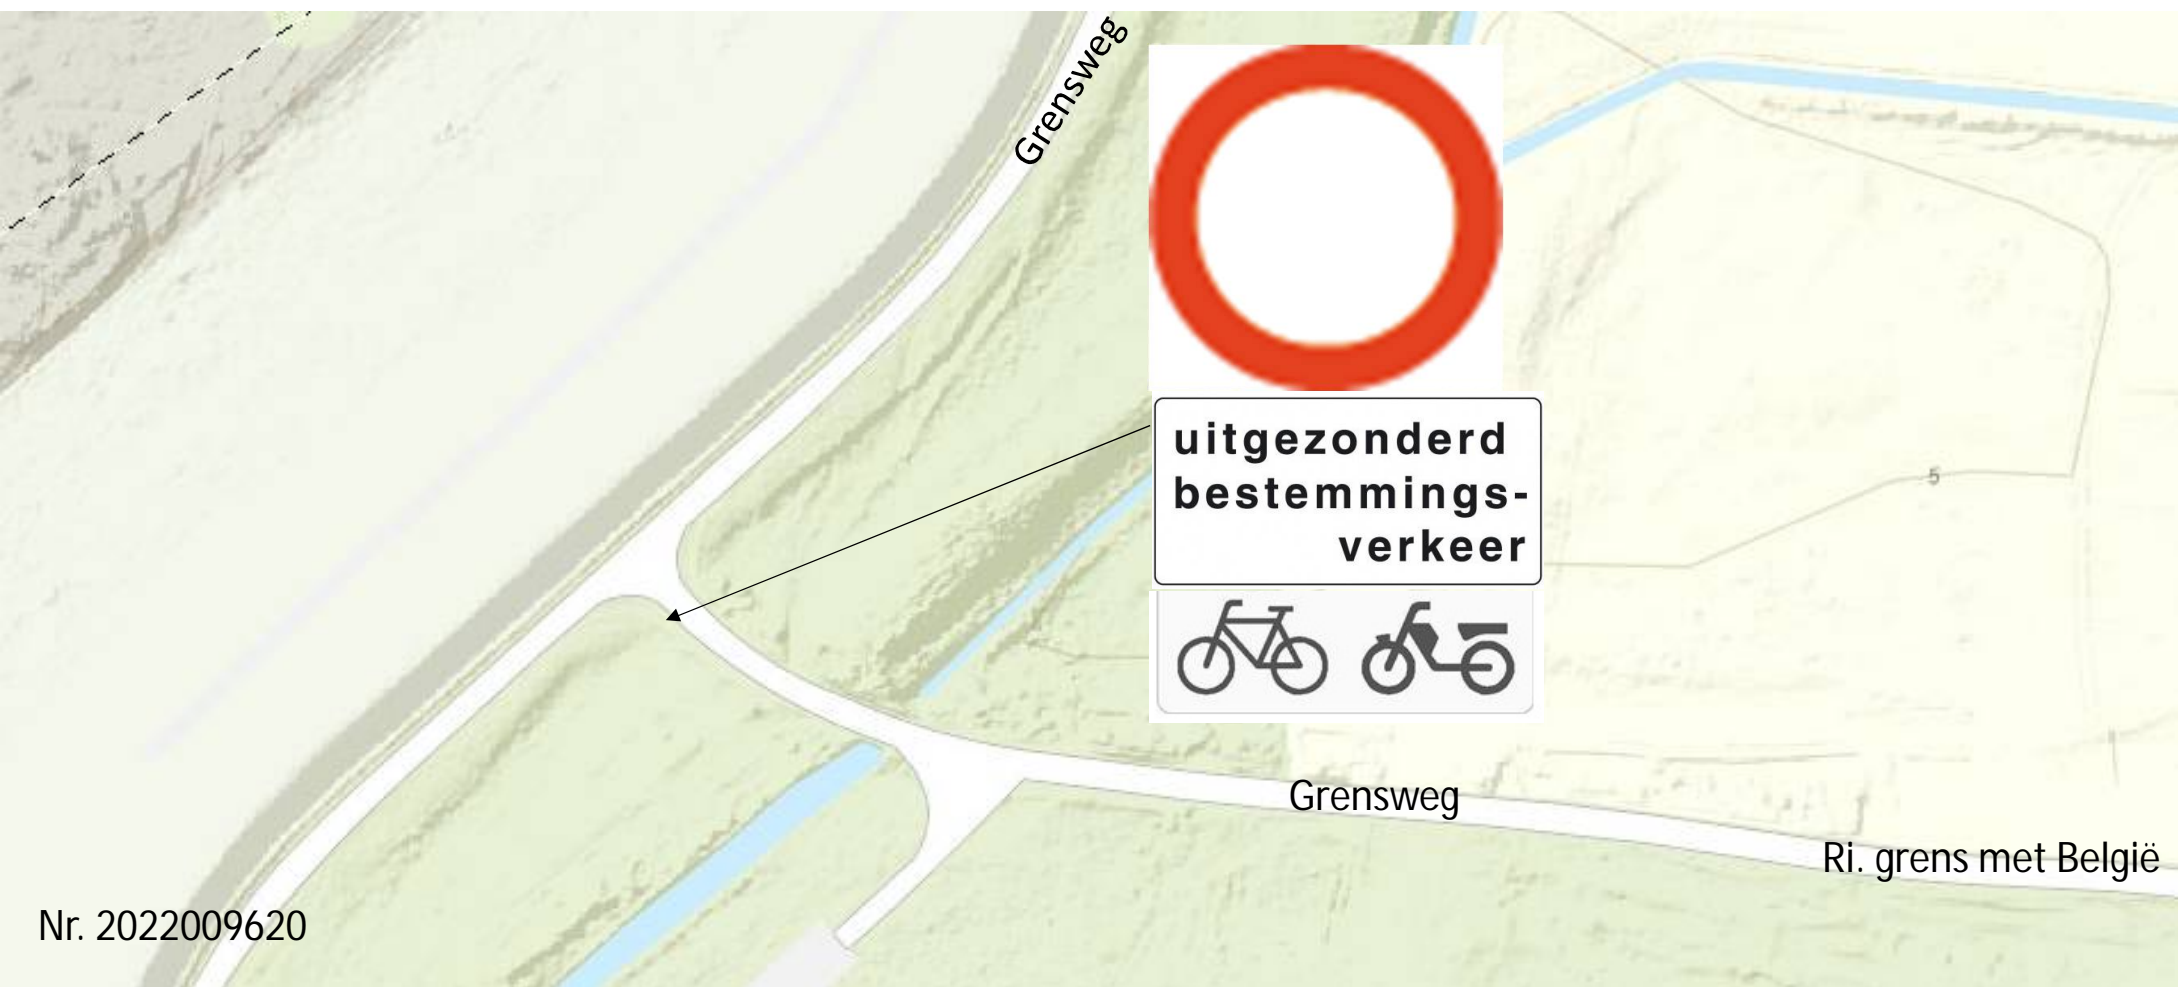 Grensweg
uitgezonderd
bestemmings-
verkeer
5
Grensweg
Ri. grens met België
Nr. 2022009620